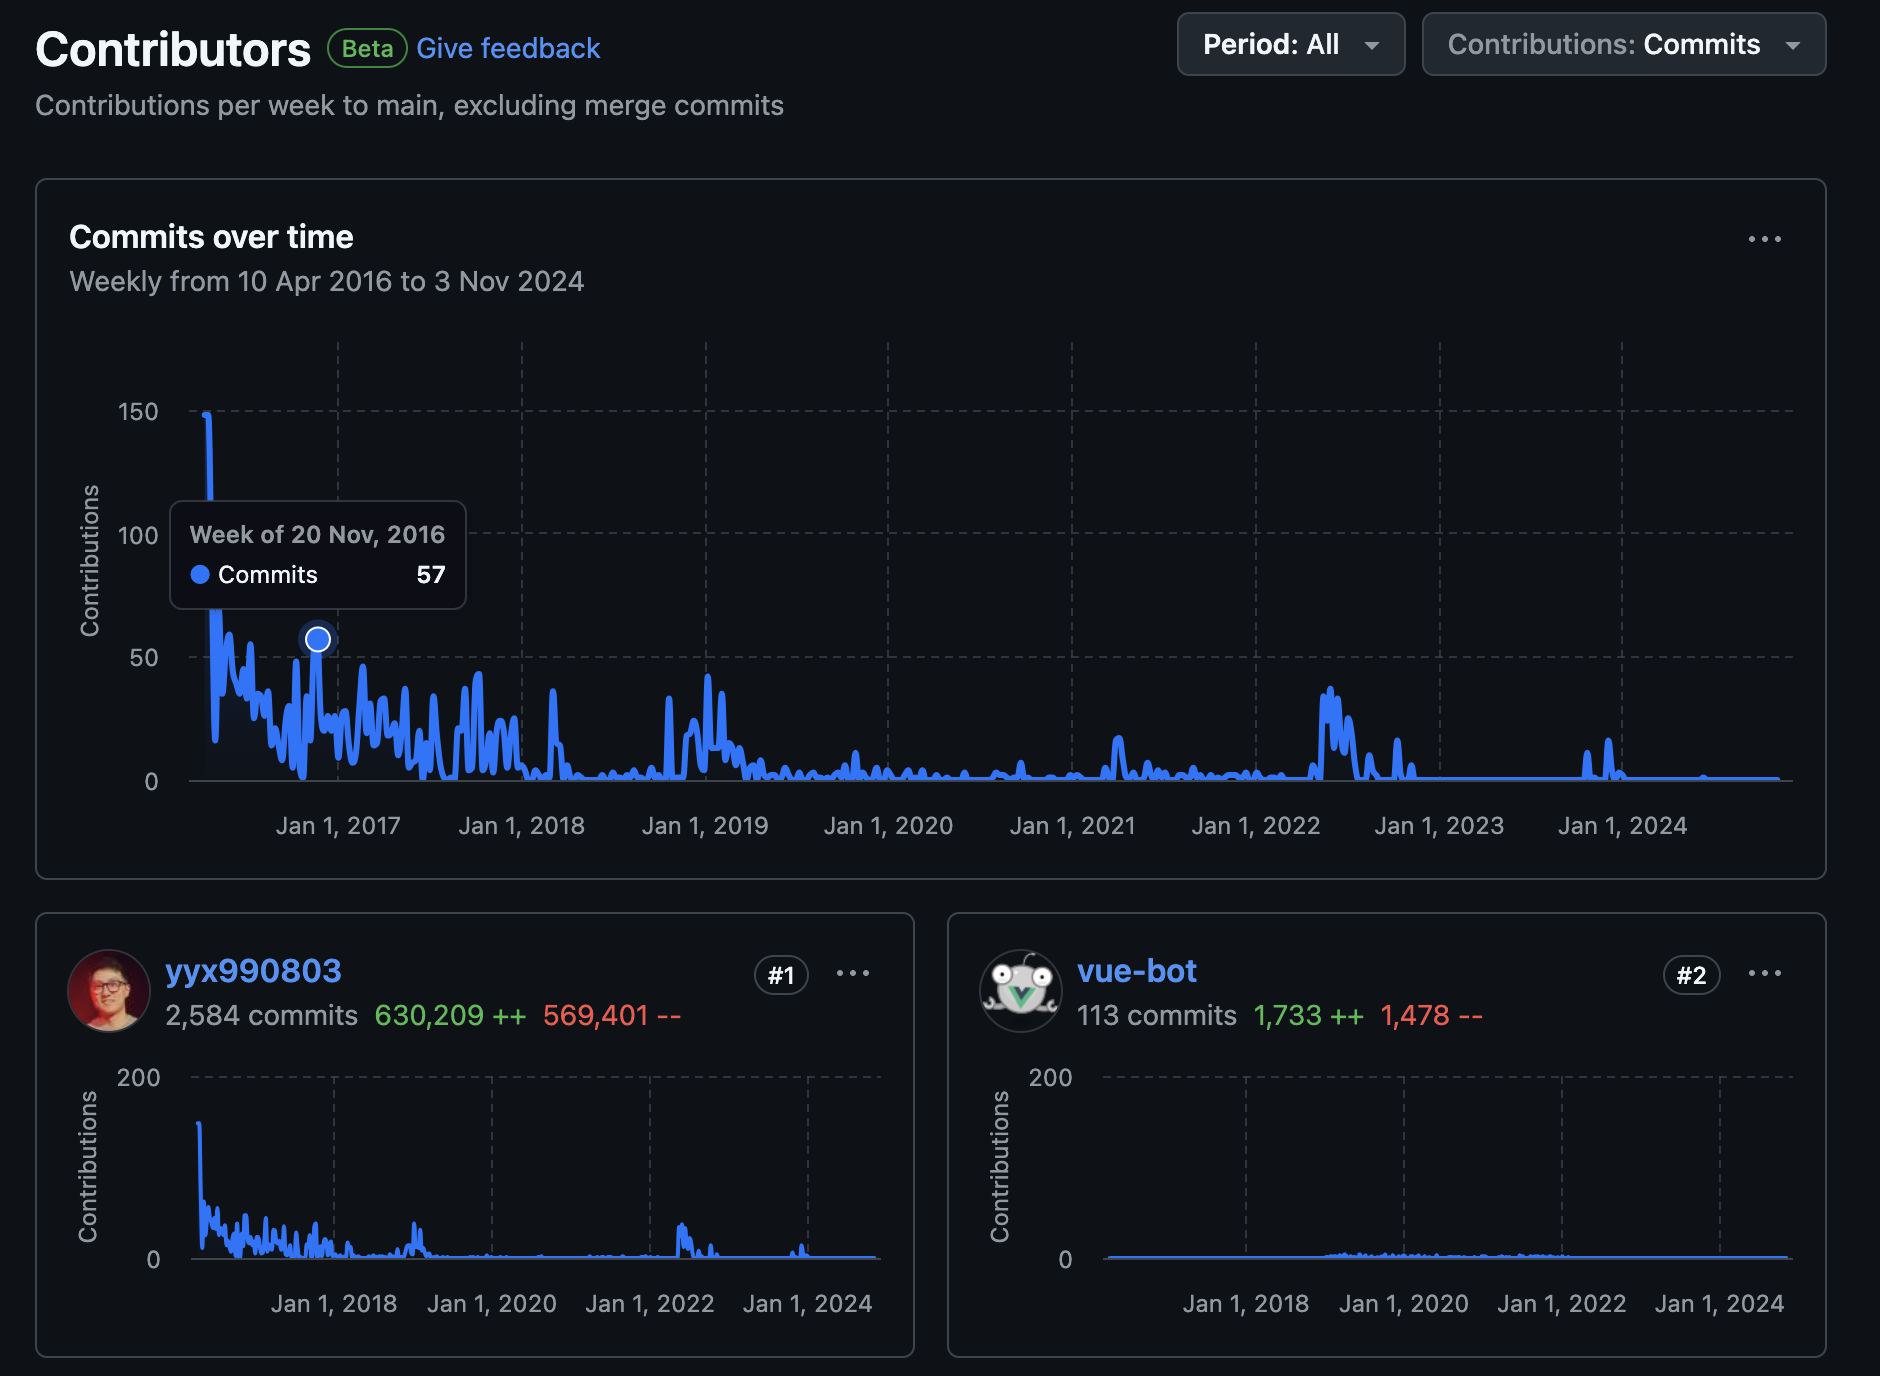 Contributors Beta Give feedback
Period: All
Contributions: Commits
Contributions per week to main, excluding merge commits
Commits over time
Weekly from 10 Apr 2016 to 3 Nov 2024
Contributions
150
100
50
0
Week of 20 Nov, 2016
Commits 57
Jan 1, 2017 Jan 1, 2018 Jan 1, 2019 Jan 1, 2020 Jan 1, 2021 Jan 1, 2022 Jan 1, 2023 Jan 1, 2024
yyx990803 #1
2,584 commits 630,209 ++ 569,401 --
Contributions
200
0
Jan 1, 2018 Jan 1, 2020 Jan 1, 2022 Jan 1, 2024
vue-bot #2
113 commits 1,733 ++ 1,478 --
Contributions
200
0
Jan 1, 2018 Jan 1, 2020 Jan 1, 2022 Jan 1, 2024